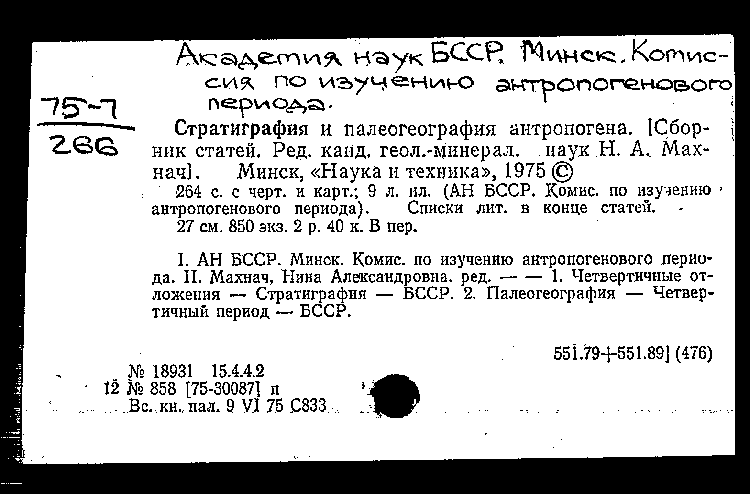 Академия наук БССР. Минск. Комис-
сия по изучению антропогенового
периода.
75-7
266
Стратиграфия и палеогеография антропогена. [Сбор-
ник статей. Ред. канд. геол.-минерал. наук Н. А. Мах-
нач]. Минск, «Наука и техника», 1975 ©
264 с. с черт. и карт.; 9 л. ил. (АН БССР. Комис. по изучению
антропогенового периода). Списки лит. в конце статей.
27 см. 850 экз. 2 р. 40 к. В пер.
I. АН БССР. Минск. Комис. по изучению антропогенового перио-
да. II. Махнач, Нина Александровна. ред. — — 1. Четвертичные от-
ложения — Стратиграфия — БССР. 2. Палеогеография — Четвер-
тичный период — БССР.
551.79+551.89] (476)
№ 18931 15.4.4.2
12 № 858 [75-30087] п
Вс. кн. пал. 9 VI 75 С833